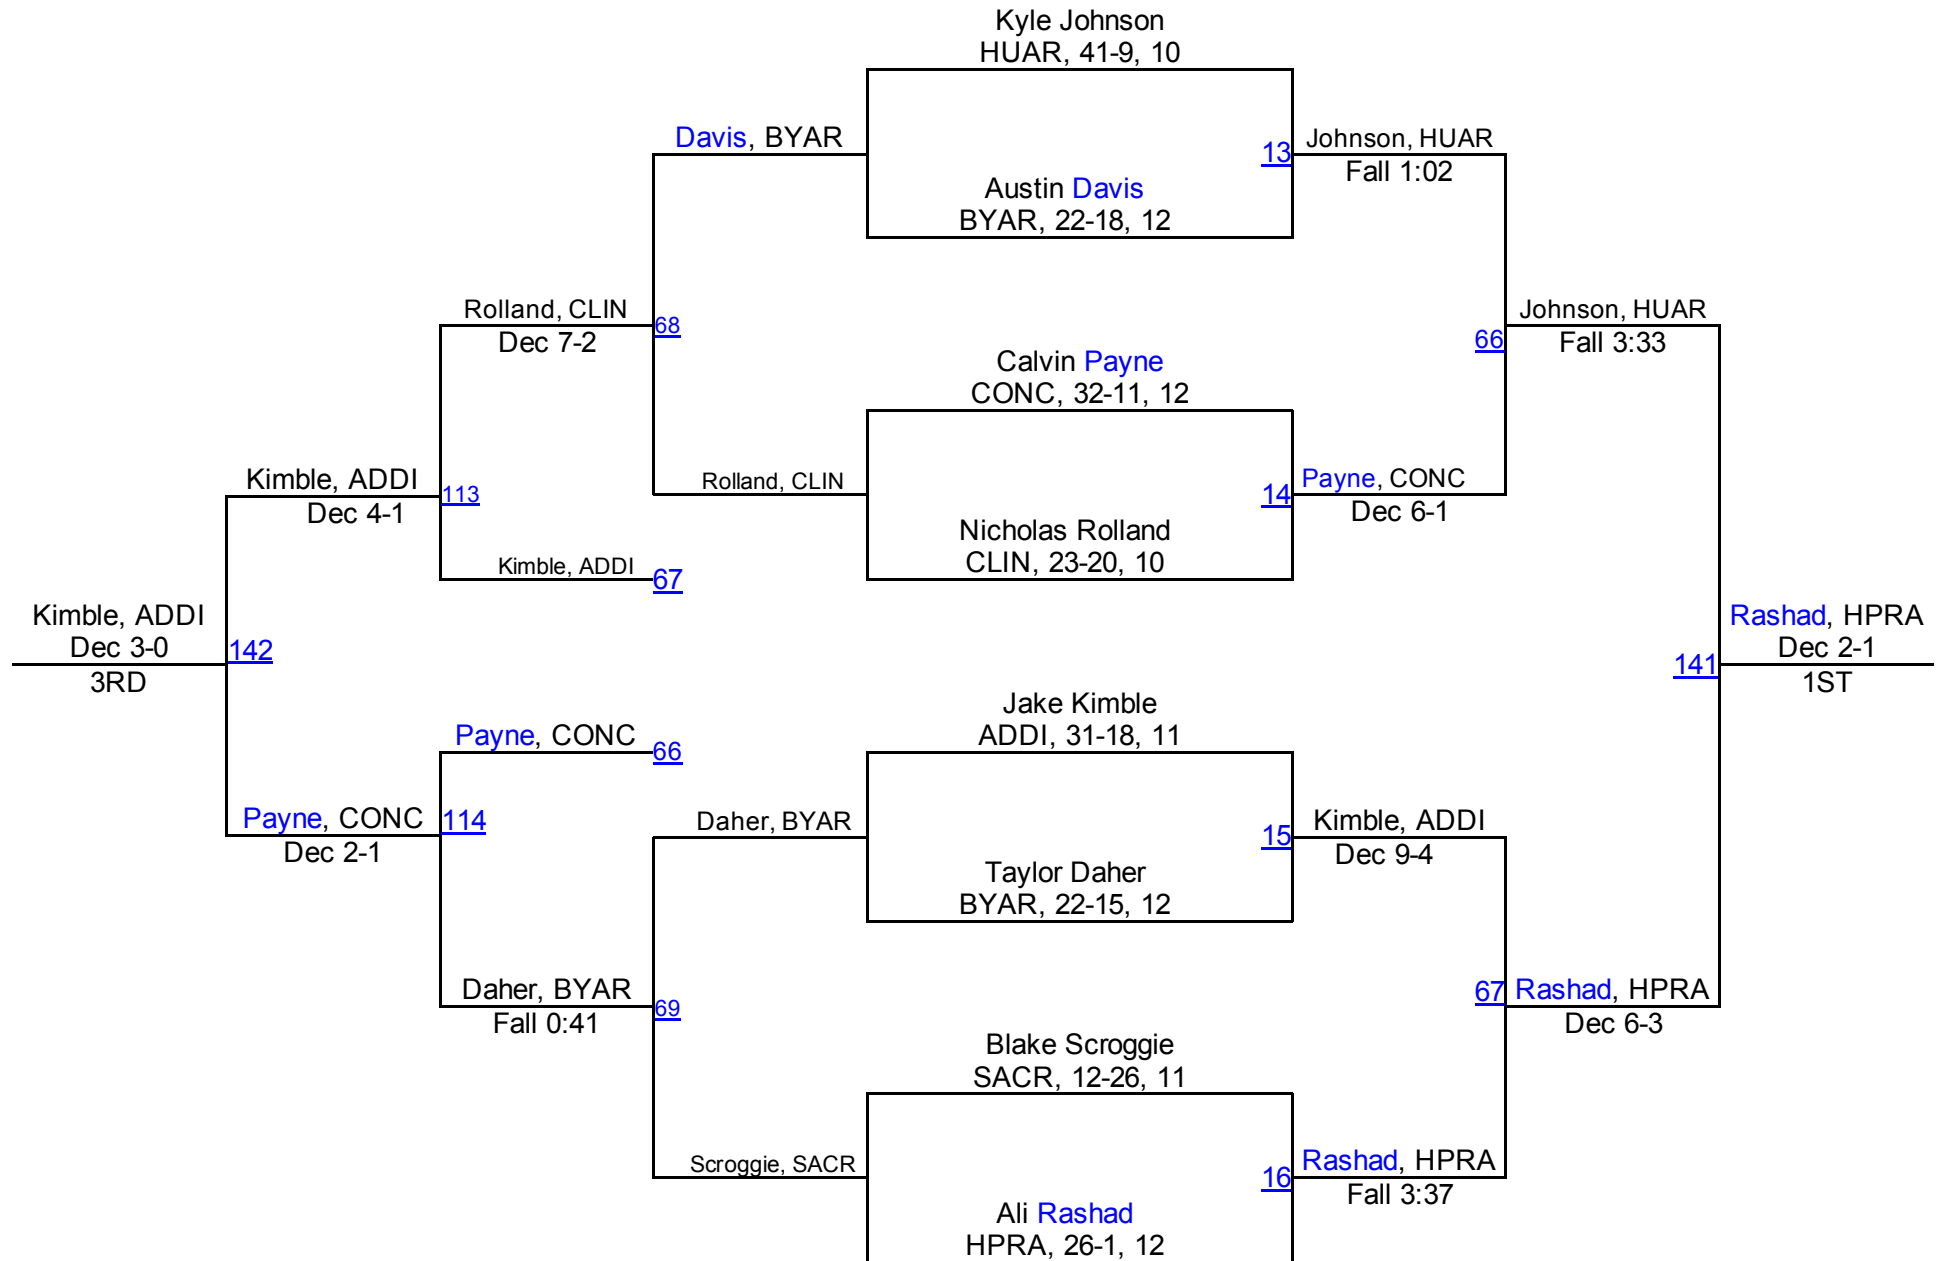 Kyle Johnson
HUAR, 41-9, 10
Davis, BYAR
13
Johnson, HUAR
Fall 1:02
Austin Davis
BYAR, 22-18, 12
Rolland, CLIN
Dec 7-2
68
Johnson, HUAR
Fall 3:33
66
Calvin Payne
CONC, 32-11, 12
Kimble, ADDI
Dec 4-1
113
Rolland, CLIN
14
Payne, CONC
Dec 6-1
Nicholas Rolland
CLIN, 23-20, 10
Kimble, ADDI
67
Kimble, ADDI
Dec 3-0
3RD
142
Rashad, HPRA
Dec 2-1
1ST
141
Jake Kimble
ADDI, 31-18, 11
Payne, CONC
66
Payne, CONC
Dec 2-1
114
Daher, BYAR
15
Kimble, ADDI
Dec 9-4
Taylor Daher
BYAR, 22-15, 12
Daher, BYAR
Fall 0:41
69
67
Rashad, HPRA
Dec 6-3
Blake Scroggie
SACR, 12-26, 11
Scroggie, SACR
16
Rashad, HPRA
Fall 3:37
Ali Rashad
HPRA, 26-1, 12